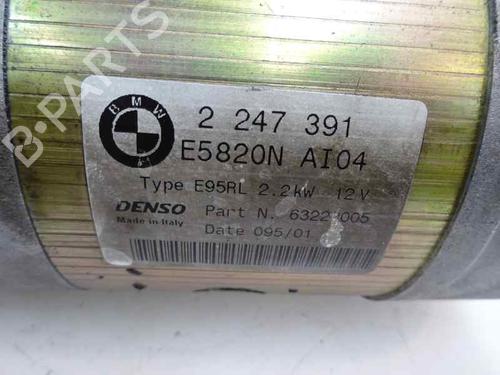 BMW
2 247 391
E5820N AI04
Type E95RL 2.2kW 12V
DENSO Part N.
Made in Italy
Date 095/01
B-PARTS